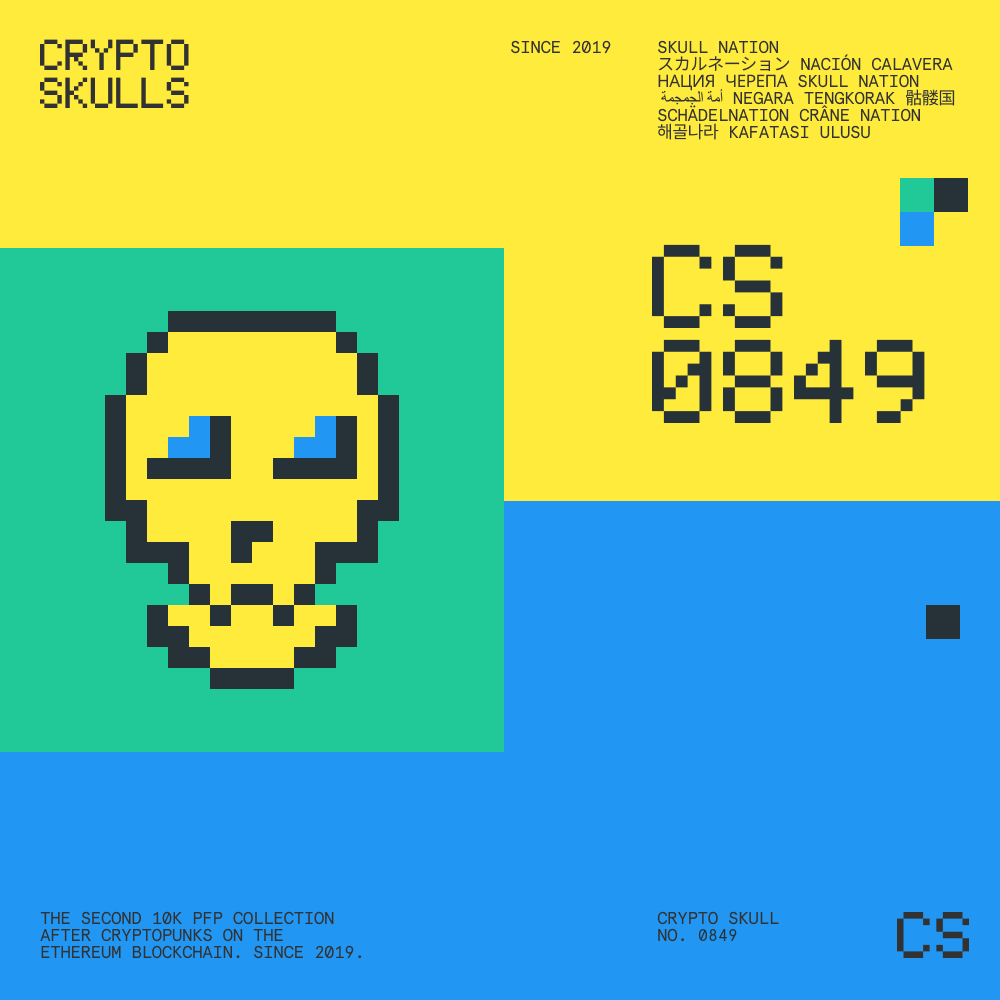 CRYPTO
SKULLS
SINCE 2019
SKULL NATION
スカルネーション NACIÓN CALAVERA
НАЦИЯ ЧЕРЕПА SKULL NATION
أمة الجمجمة NEGARA TENGKORAK 骷髅国
SCHÄDELNATION CRÂNE NATION
해골나라 KAFATASI ULUSU
CS
0849
THE SECOND 10K PFP COLLECTION
AFTER CRYPTOPUNKS ON THE
ETHEREUM BLOCKCHAIN. SINCE 2019.
CRYPTO SKULL
NO. 0849
CS